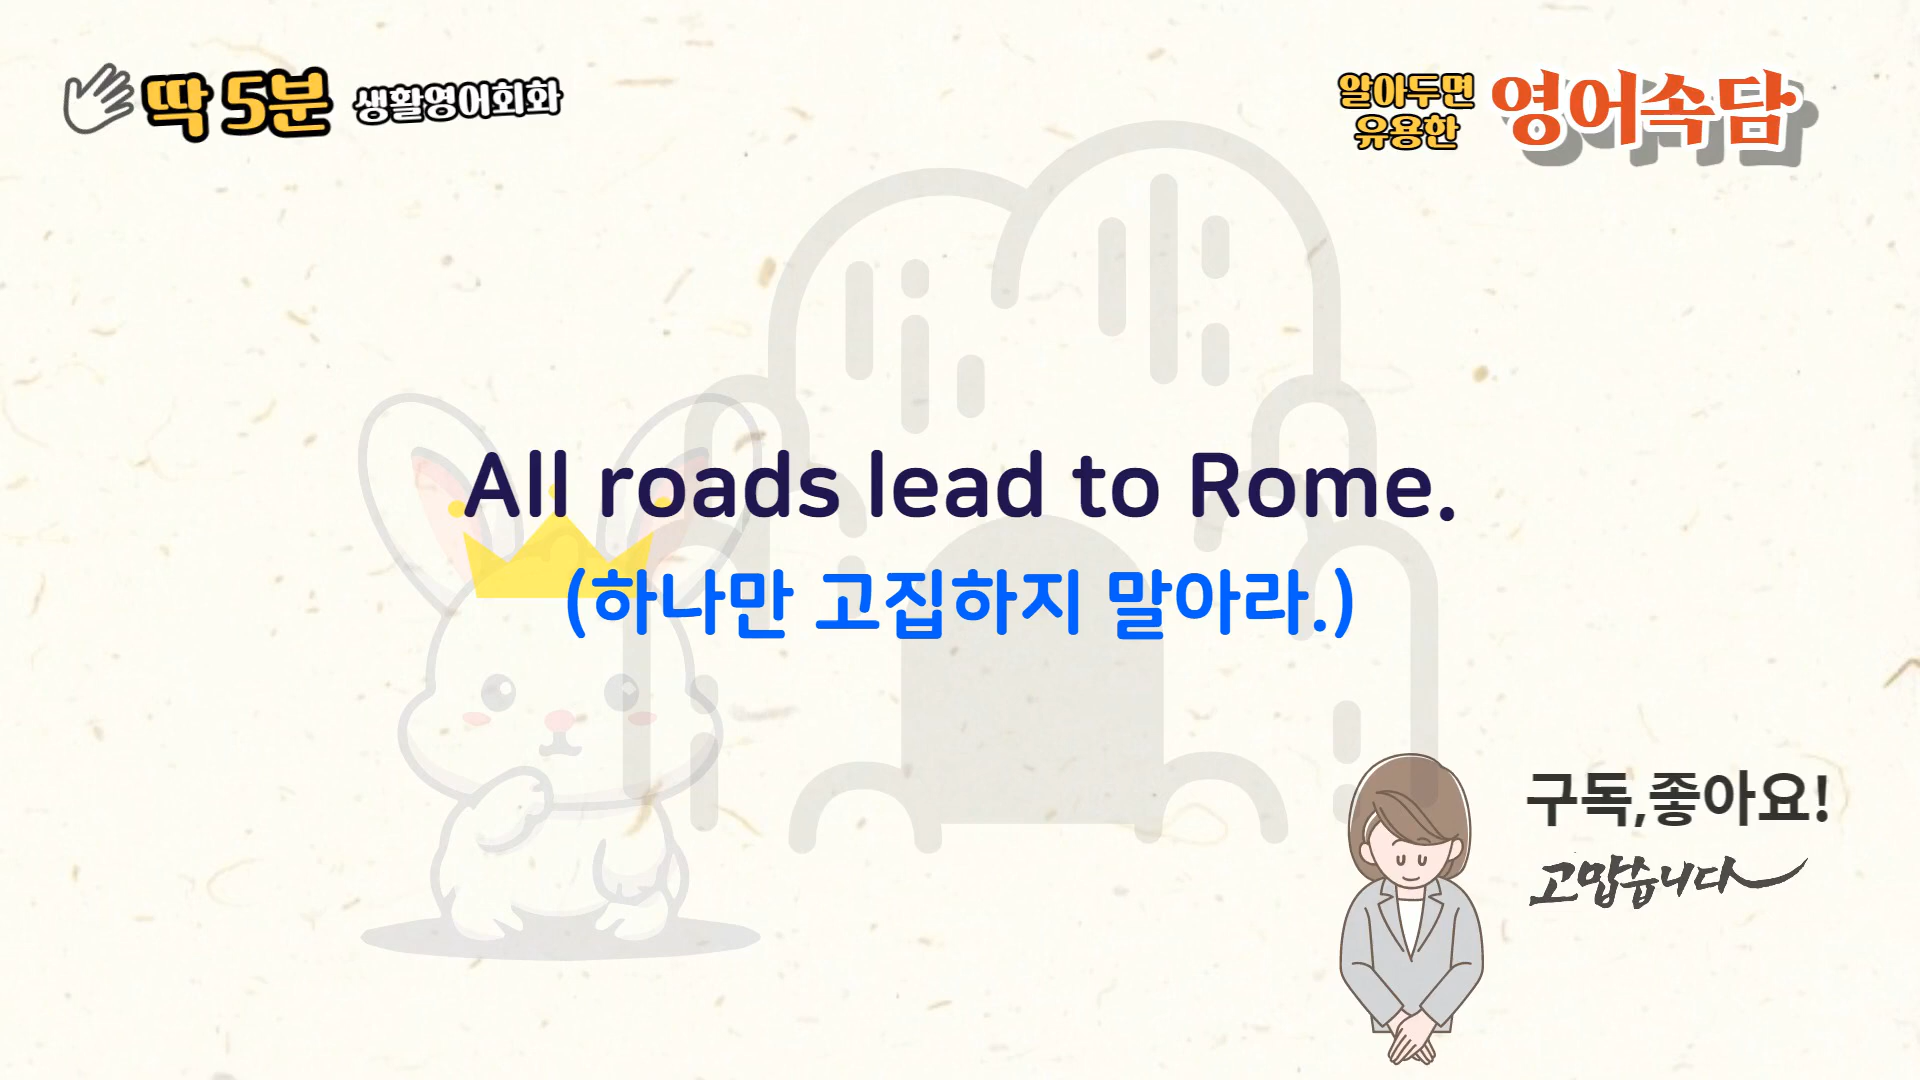 딱 5분 생활영어회화
알아두면
유용한
영어속담
All roads lead to Rome.
(하나만 고집하지 말아라.)
구독,좋아요!
고맙습니다